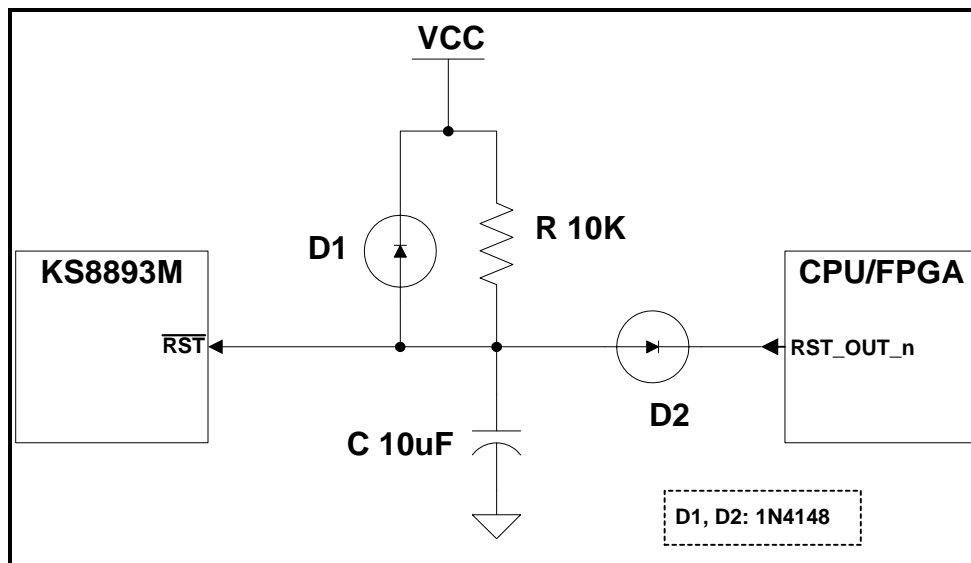 VCC
D1
R 10K
KS8893M
RST
CPU/FPGA
RST_OUT_n
D2
C 10uF
D1, D2: 1N4148